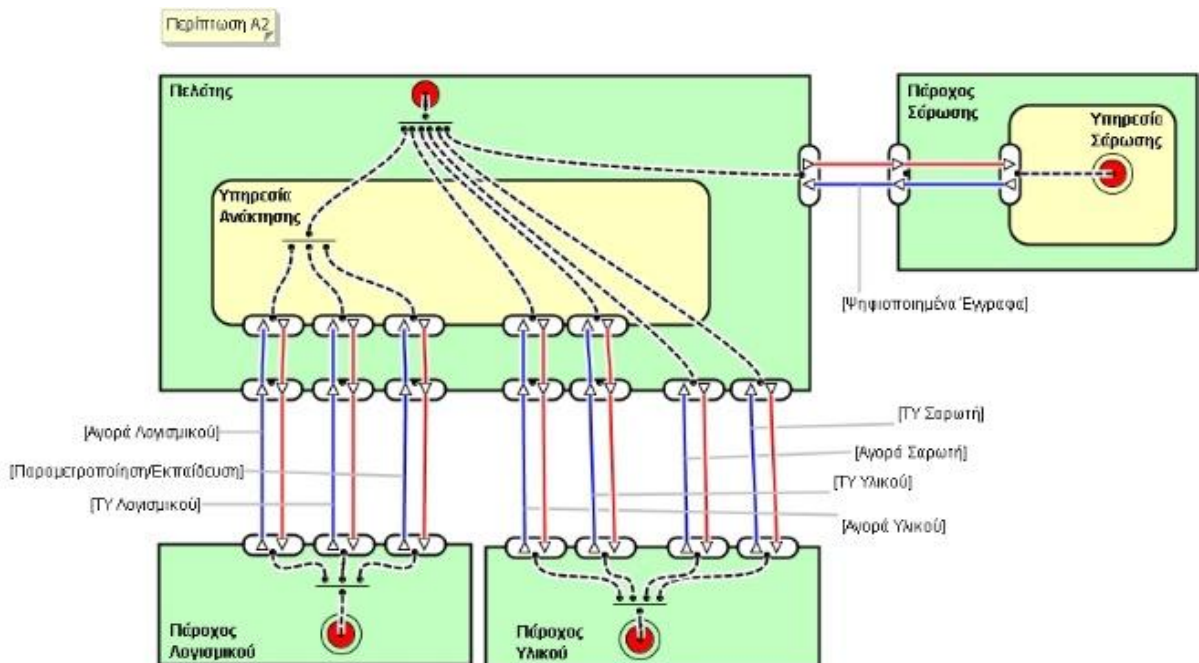 Περίπτωση Α2
Πελάτης
Πάροχος
Σάρωσης
Υπηρεσία
Σάρωσης
Υπηρεσία
Ανάκτησης
[Ψηφιοποιημένα Έγγραφα]
[Αγορά Λογισμικού]
[Παραμετροποίηση/Εκπαίδευση]
[ΤΥ Λογισμικού]
[ΤΥ Σαρωτή]
[Αγορά Σαρωτή]
[ΤΥ Υλικού]
[Αγορά Υλικού]
Πάροχος
Λογισμικού
Πάροχος
Υλικού